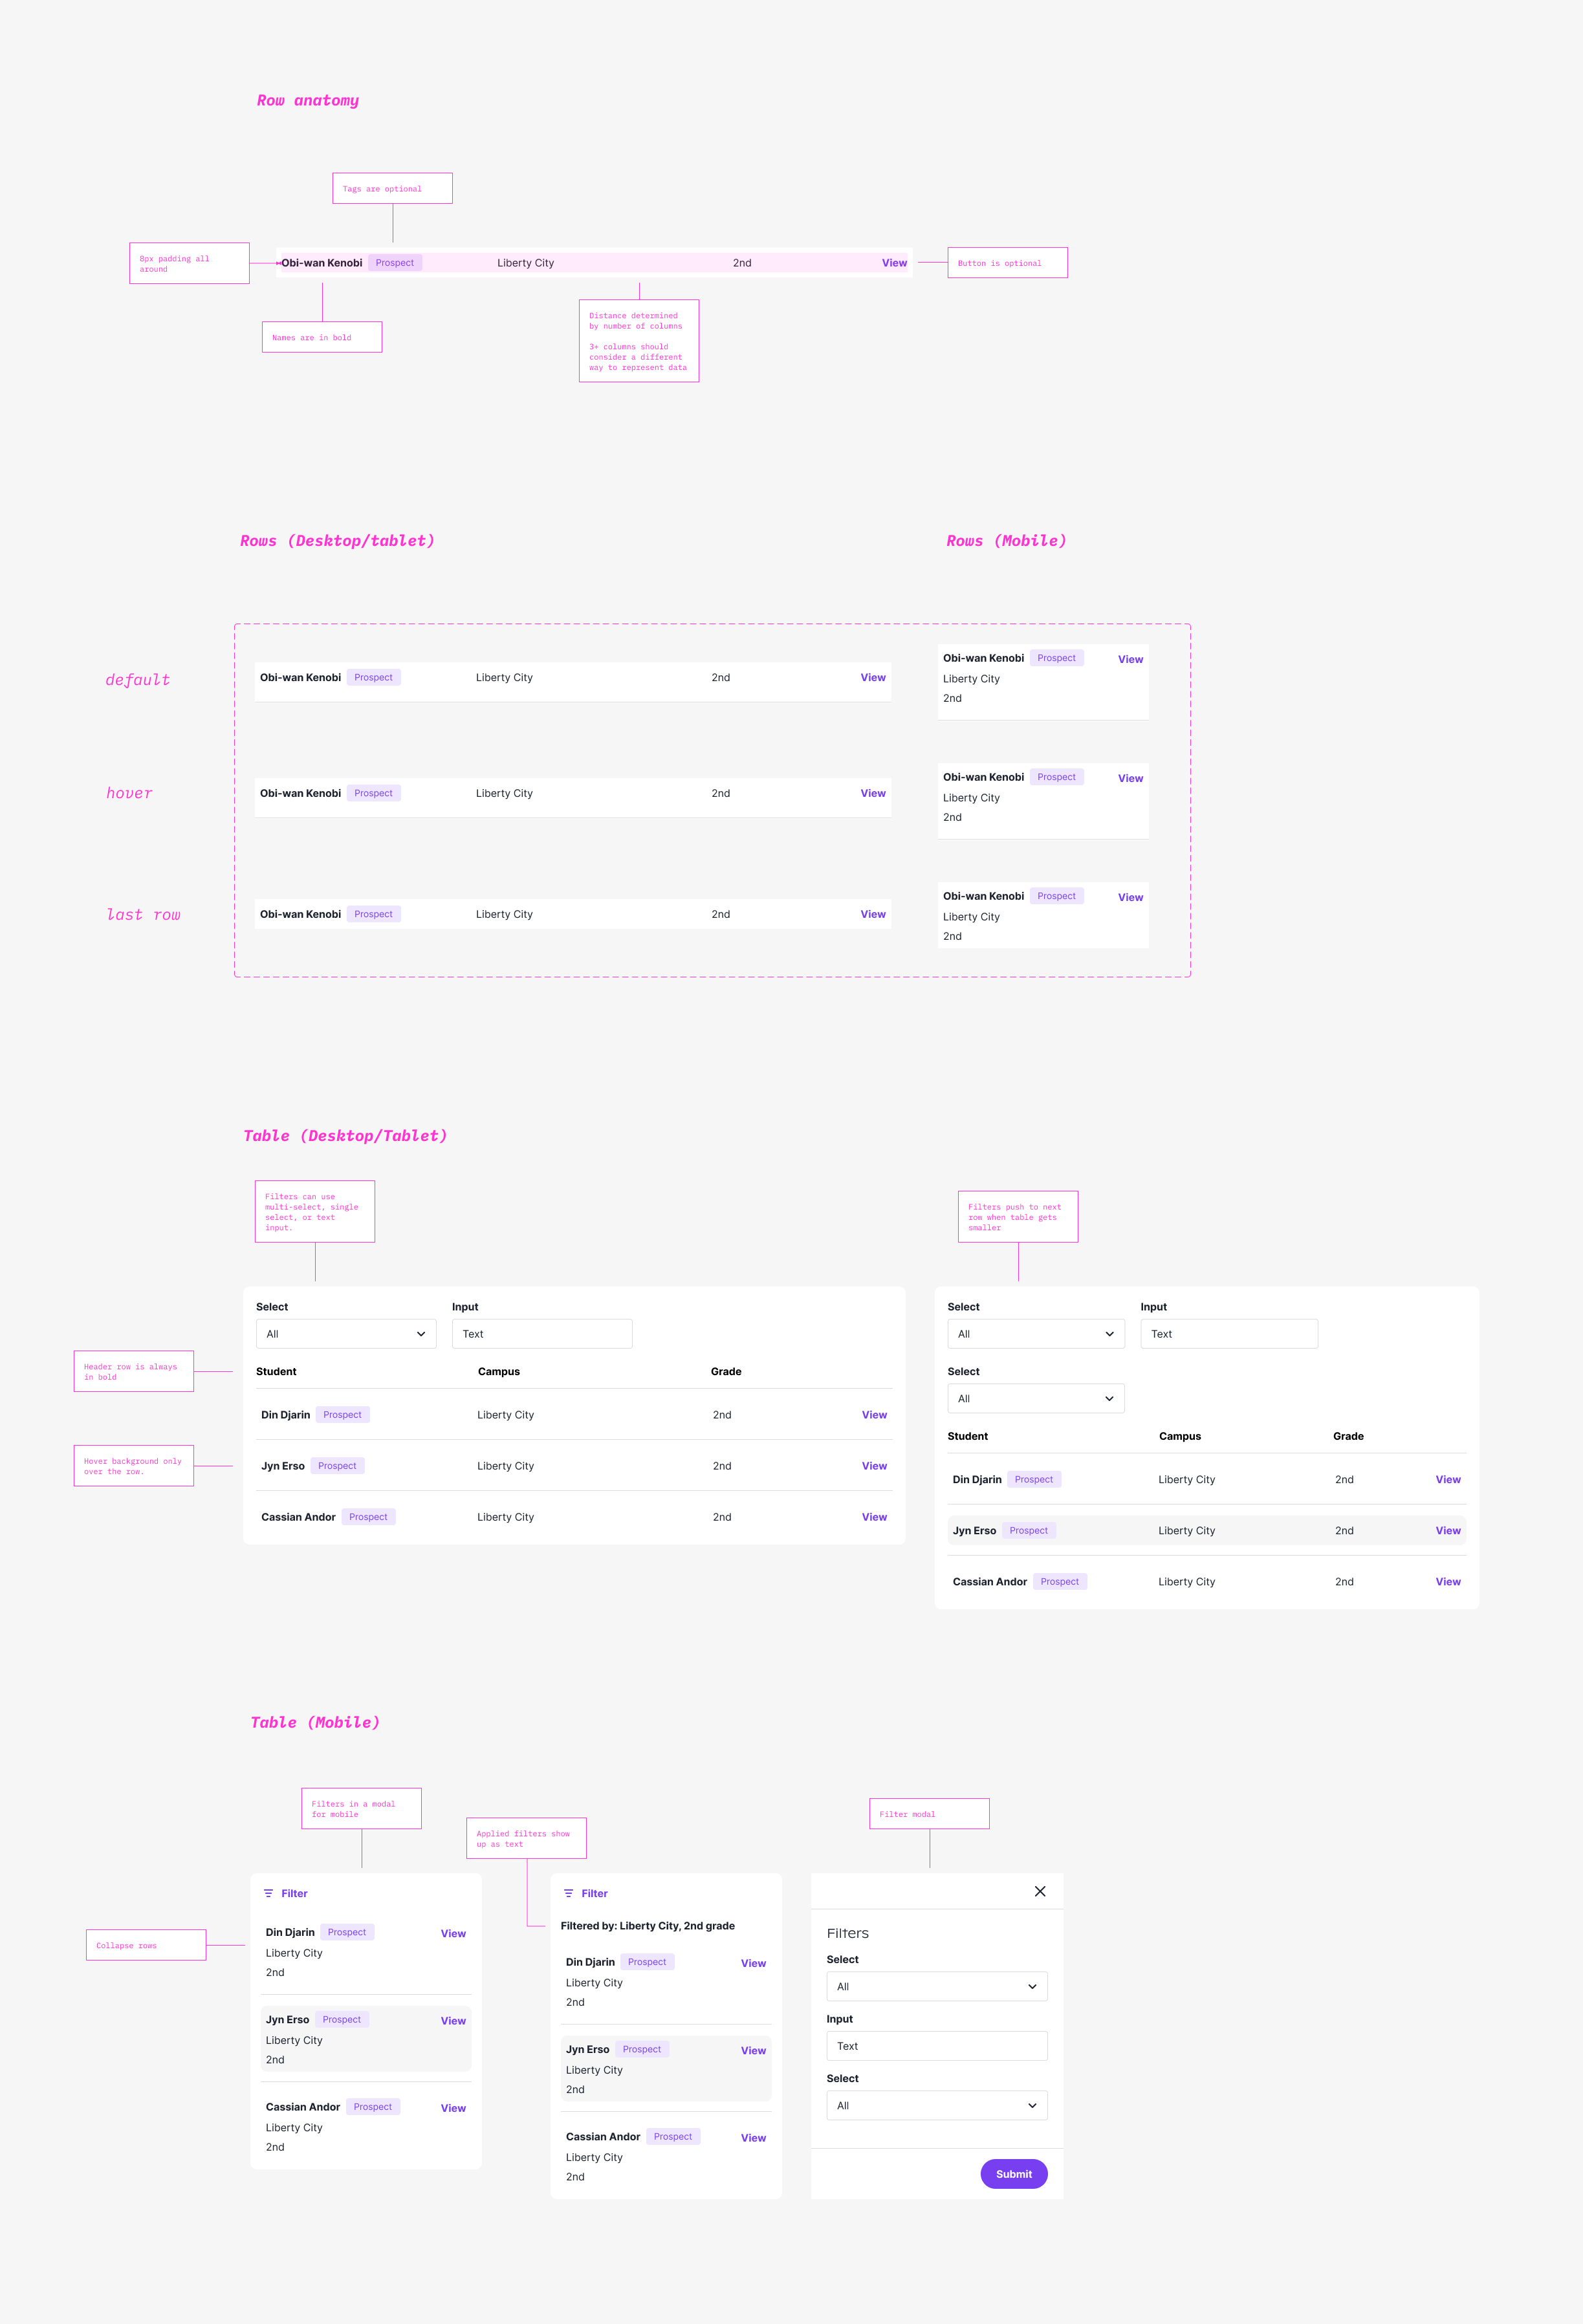 Row anatomy
Tags are optional
8px padding all
around
Obi-wan Kenobi Prospect Liberty City 2nd View
Button is optional
Names are in bold
Distance determined
by number of columns
3+ columns should
consider a different
way to represent data
Rows (Desktop/tablet)
Rows (Mobile)
default
Obi-wan Kenobi Prospect Liberty City 2nd View
Obi-wan Kenobi Prospect View
Liberty City
2nd
hover
Obi-wan Kenobi Prospect Liberty City 2nd View
Obi-wan Kenobi Prospect View
Liberty City
2nd
last row
Obi-wan Kenobi Prospect Liberty City 2nd View
Obi-wan Kenobi Prospect View
Liberty City
2nd
Table (Desktop/Tablet)
Filters can use
multi-select, single
select, or text
input.
Filters push to next
row when table gets
smaller
Header row is always
in bold
Hover background only
over the row.
Select Input
All Text
Student Campus Grade
Din Djarin Prospect Liberty City 2nd View
Jyn Erso Prospect Liberty City 2nd View
Cassian Andor Prospect Liberty City 2nd View
Select Input
All Text
Select
All
Student Campus Grade
Din Djarin Prospect Liberty City 2nd View
Jyn Erso Prospect Liberty City 2nd View
Cassian Andor Prospect Liberty City 2nd View
Table (Mobile)
Filters in a modal
for mobile
Applied filters show
up as text
Filter modal
Collapse rows
Filter
Din Djarin Prospect View
Liberty City
2nd
Jyn Erso Prospect View
Liberty City
2nd
Cassian Andor Prospect View
Liberty City
2nd
Filter
Filtered by: Liberty City, 2nd grade
Din Djarin Prospect View
Liberty City
2nd
Jyn Erso Prospect View
Liberty City
2nd
Cassian Andor Prospect View
Liberty City
2nd
Filters
Select
All
Input
Text
Select
All
Submit